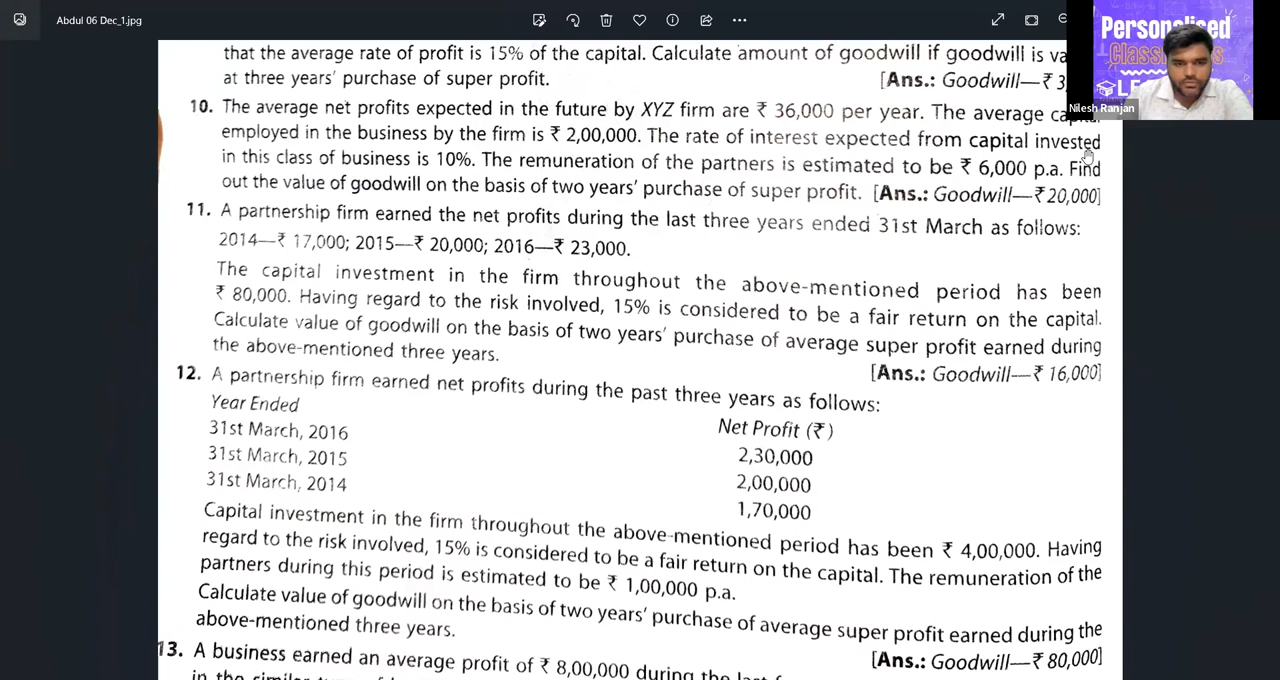 Abdul 06 Dec_1.jpg
Personalised
Nilesh Ranjan
that the average rate of profit is 15% of the capital. Calculate amount of goodwill if goodwill is
at three years' purchase of super profit. [Ans.: Goodwill—₹ 3,
10. The average net profits expected in the future by XYZ firm are ₹ 36,000 per year. The average capital
employed in the business by the firm is ₹ 2,00,000. The rate of interest expected from capital invested
in this class of business is 10%. The remuneration of the partners is estimated to be ₹ 6,000 p.a. Find
out the value of goodwill on the basis of two years' purchase of super profit. [Ans.: Goodwill—₹ 20,000]
11. A partnership firm earned the net profits during the last three years ended 31st March as follows:
2014—₹ 17,000; 2015—₹ 20,000; 2016—₹ 23,000.
The capital investment in the firm throughout the above-mentioned period has been
₹ 80,000. Having regard to the risk involved, 15% is considered to be a fair return on the capital.
Calculate value of goodwill on the basis of two years' purchase of average super profit earned during
the above-mentioned three years. [Ans.: Goodwill—₹ 16,000]
12. A partnership firm earned net profits during the past three years as follows:
Year Ended Net Profit (₹)
31st March, 2016 2,30,000
31st March, 2015 2,00,000
31st March, 2014 1,70,000
Capital investment in the firm throughout the above-mentioned period has been ₹ 4,00,000. Having
regard to the risk involved, 15% is considered to be a fair return on the capital. The remuneration of the
partners during this period is estimated to be ₹ 1,00,000 p.a.
Calculate value of goodwill on the basis of two years' purchase of average super profit earned during the
above-mentioned three years. [Ans.: Goodwill—₹ 80,000]
13. A business earned an average profit of ₹ 8,00,000 during the last